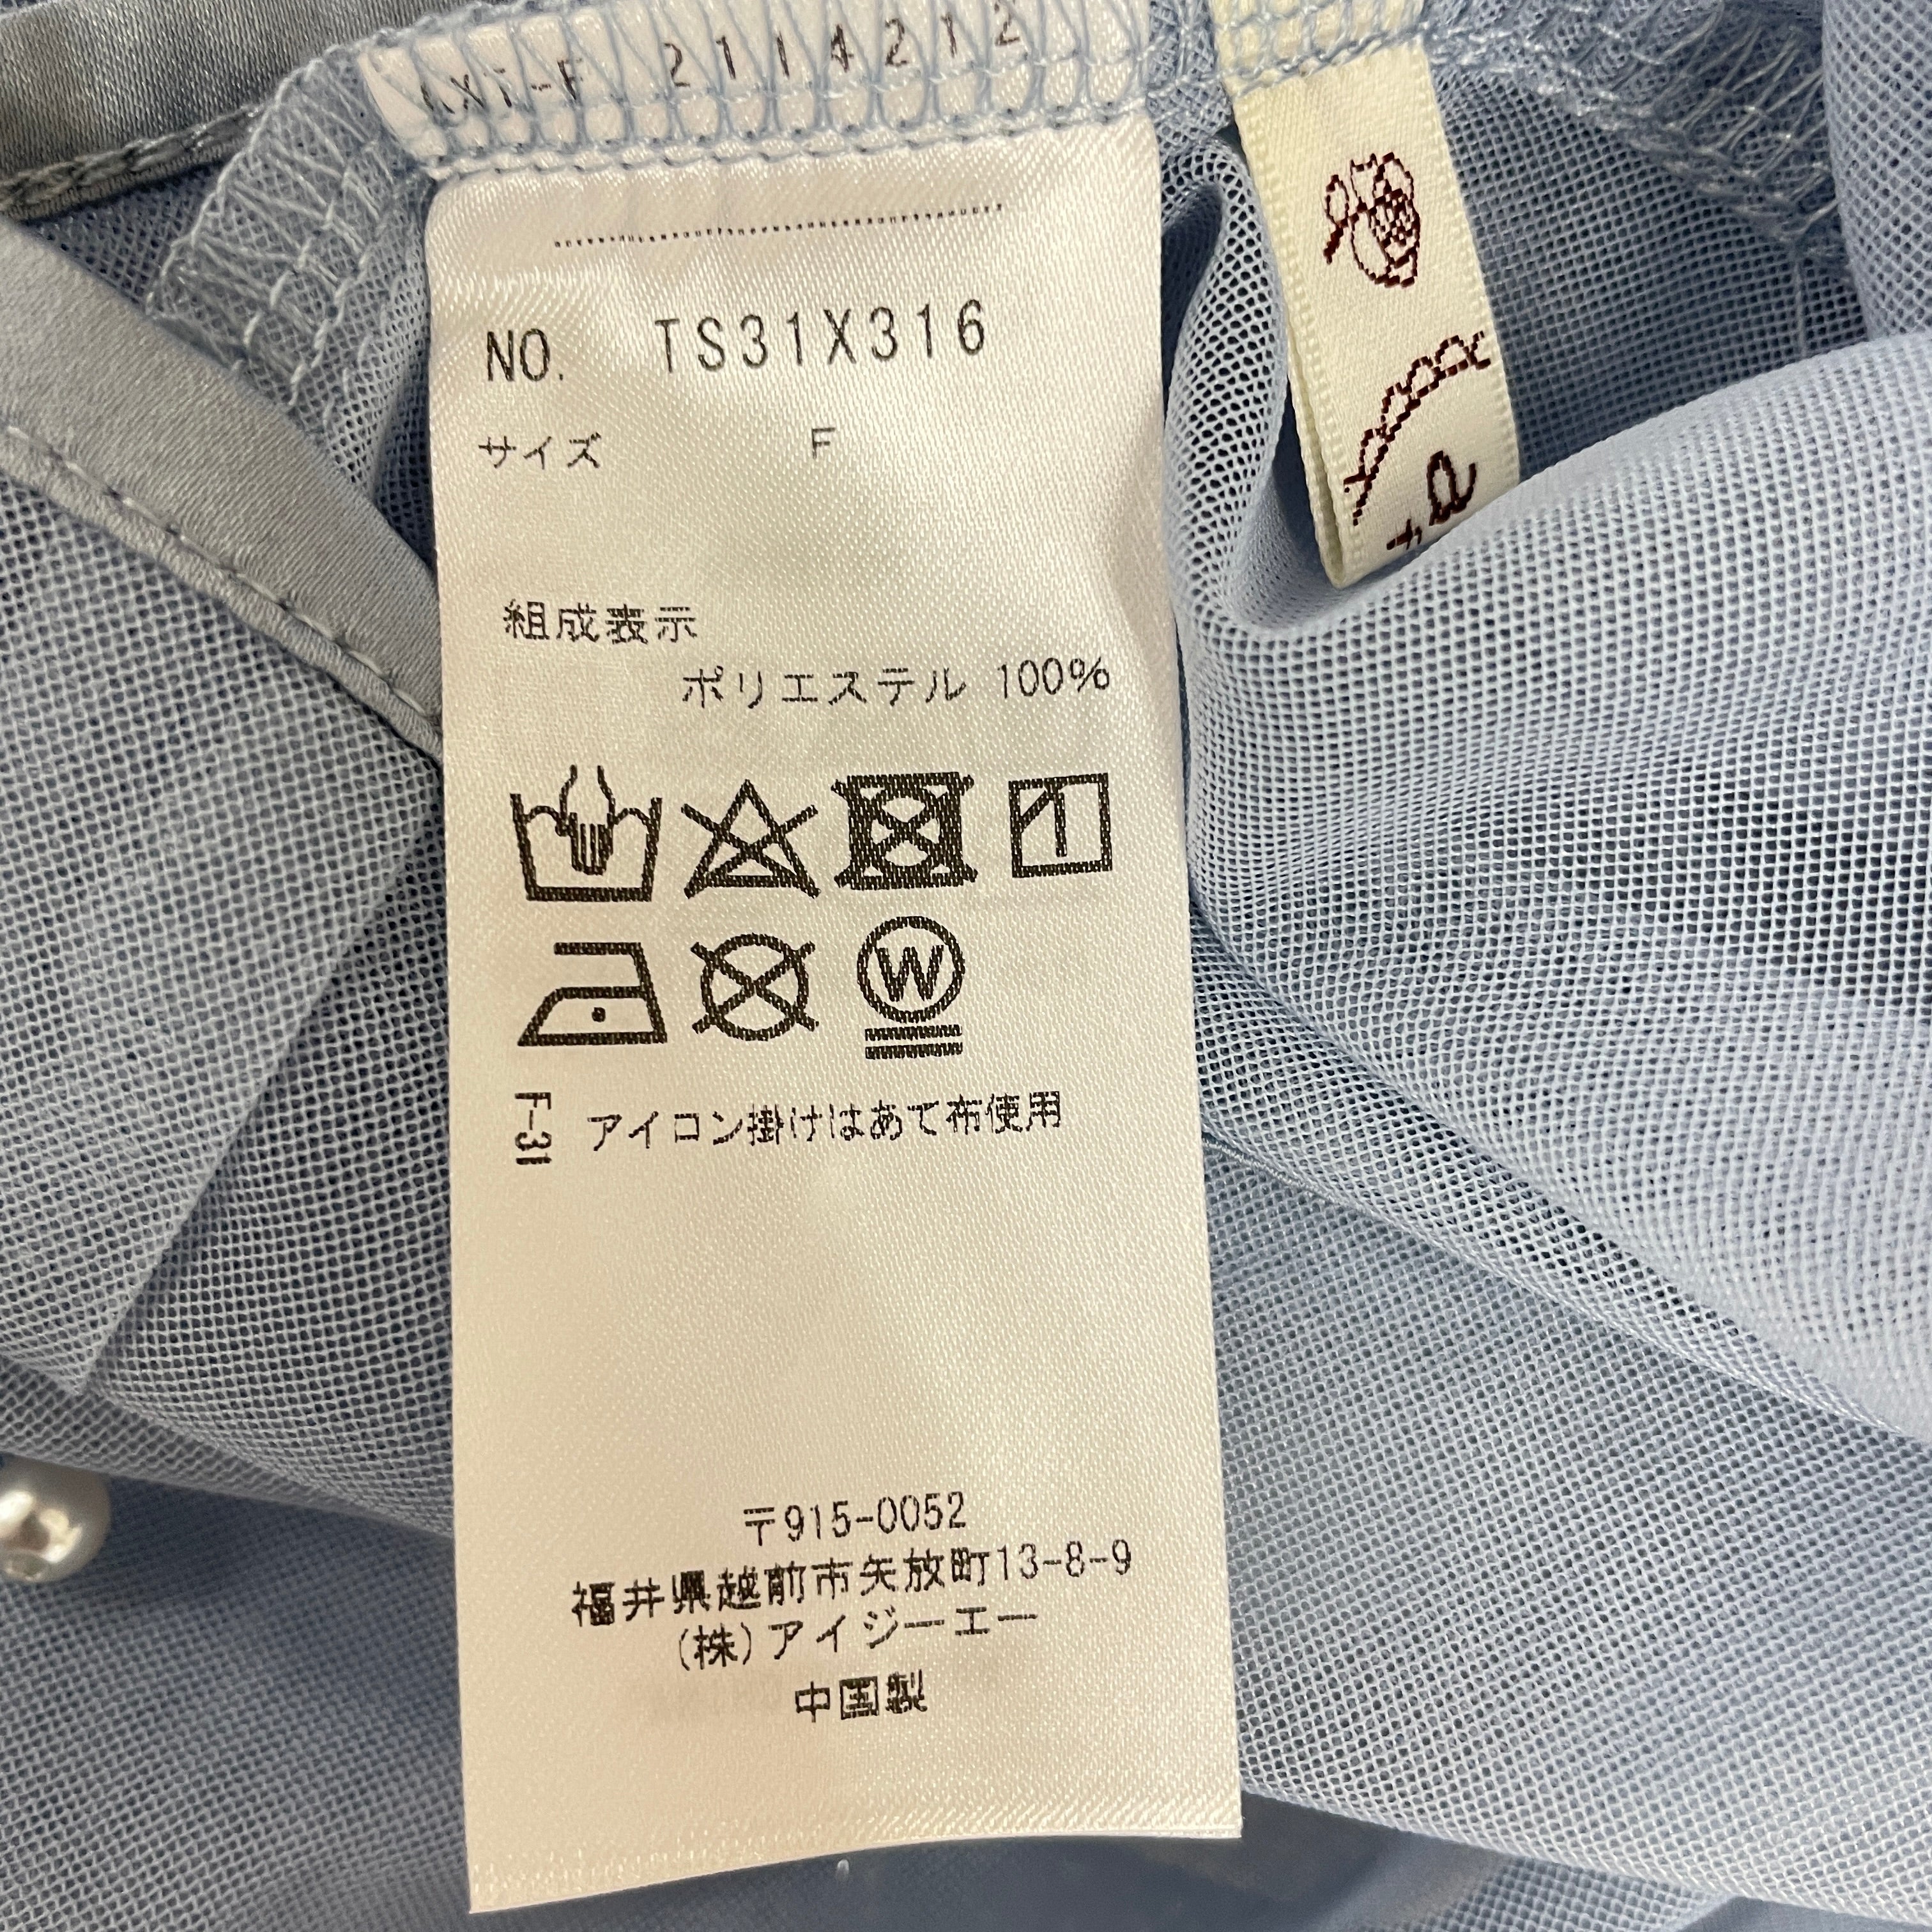 2114212
NO. TS31X316
サイズ F
組成表示
ポリエステル 100%
W
F-31 アイロン掛けはあて布使用
〒915-0052
福井県越前市矢放町13-8-9
(株)アイジーエー
中国製